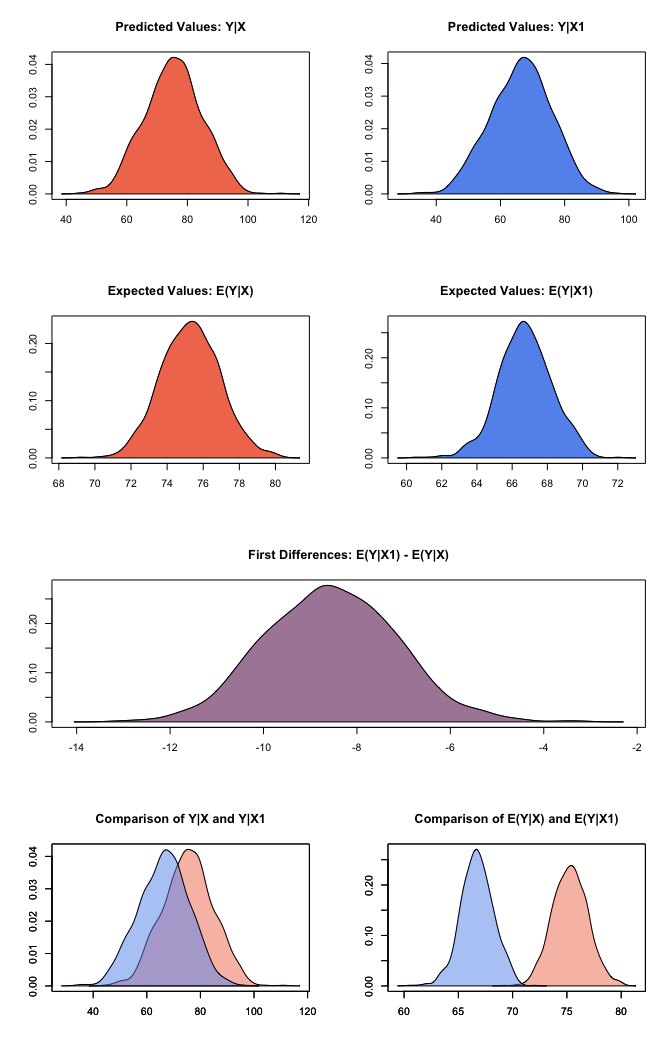 Predicted Values: Y|X
0.00 0.01 0.02 0.03 0.04
40 60 80 100 120
Predicted Values: Y|X1
0.00 0.01 0.02 0.03 0.04
40 60 80 100
Expected Values: E(Y|X)
0.00 0.10 0.20
68 70 72 74 76 78 80
Expected Values: E(Y|X1)
0.00 0.10 0.20
60 62 64 66 68 70 72
First Differences: E(Y|X1) - E(Y|X)
0.00 0.10 0.20
-14 -12 -10 -8 -6 -4 -2
Comparison of Y|X and Y|X1
0.00 0.01 0.02 0.03 0.04
40 60 80 100 120
Comparison of E(Y|X) and E(Y|X1)
0.00 0.10 0.20
60 65 70 75 80